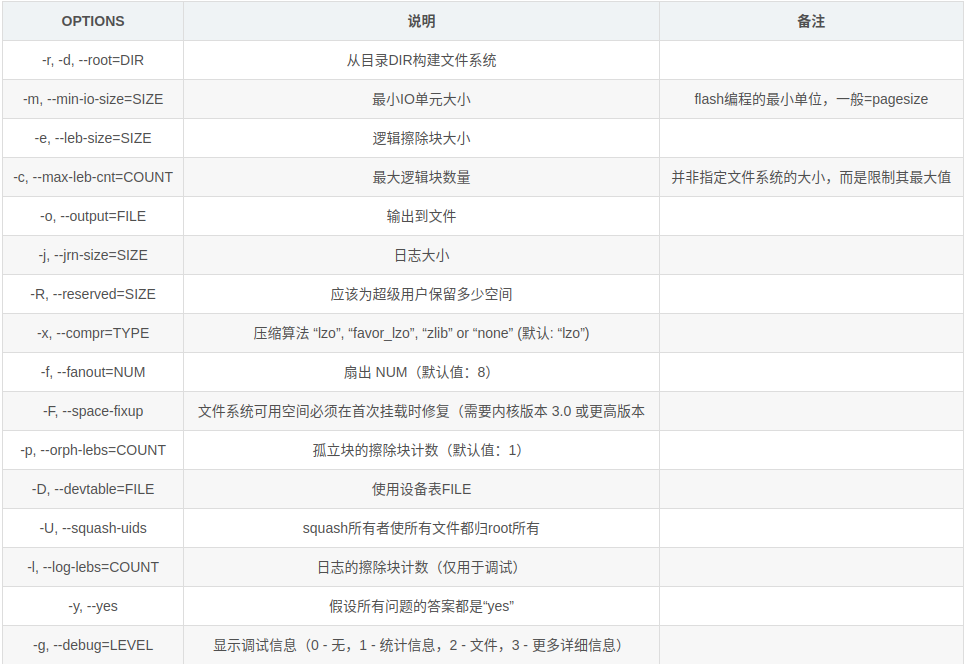 OPTIONS 说明 备注
-r, -d, --root=DIR 从目录DIR构建文件系统
-m, --min-io-size=SIZE 最小IO单元大小 flash编程的最小单位，一般=pagesize
-e, --leb-size=SIZE 逻辑擦除块大小
-c, --max-leb-cnt=COUNT 最大逻辑块数量 并非指定文件系统的大小，而是限制其最大值
-o, --output=FILE 输出到文件
-j, --jrn-size=SIZE 日志大小
-R, --reserved=SIZE 应该为超级用户保留多少空间
-x, --compr=TYPE 压缩算法 “lzo”, “favor_lzo”, “zlib” or “none” (默认: “lzo”)
-f, --fanout=NUM 扇出 NUM（默认值：8）
-F, --space-fixup 文件系统可用空间必须在首次挂载时修复（需要内核版本 3.0 或更高版本
-p, --orph-lebs=COUNT 孤立块的擦除块计数（默认值：1）
-D, --devtable=FILE 使用设备表FILE
-U, --squash-uids squash所有者使所有文件都归root所有
-l, --log-lebs=COUNT 日志的擦除块计数（仅用于调试）
-y, --yes 假设所有问题的答案都是“yes”
-g, --debug=LEVEL 显示调试信息（0 - 无，1 - 统计信息，2 - 文件，3 - 更多详细信息）